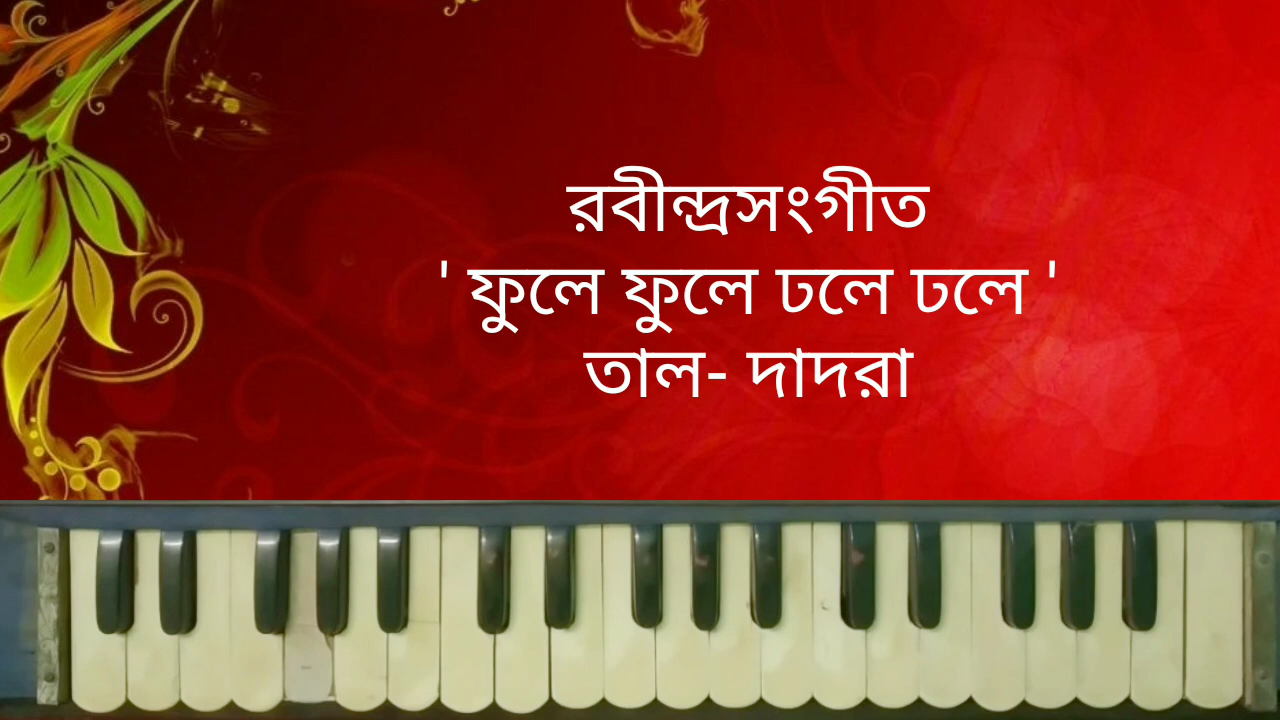 রবীন্দ্রসংগীত
' ফুলে ফুলে ঢলে ঢলে '
তাল- দাদরা